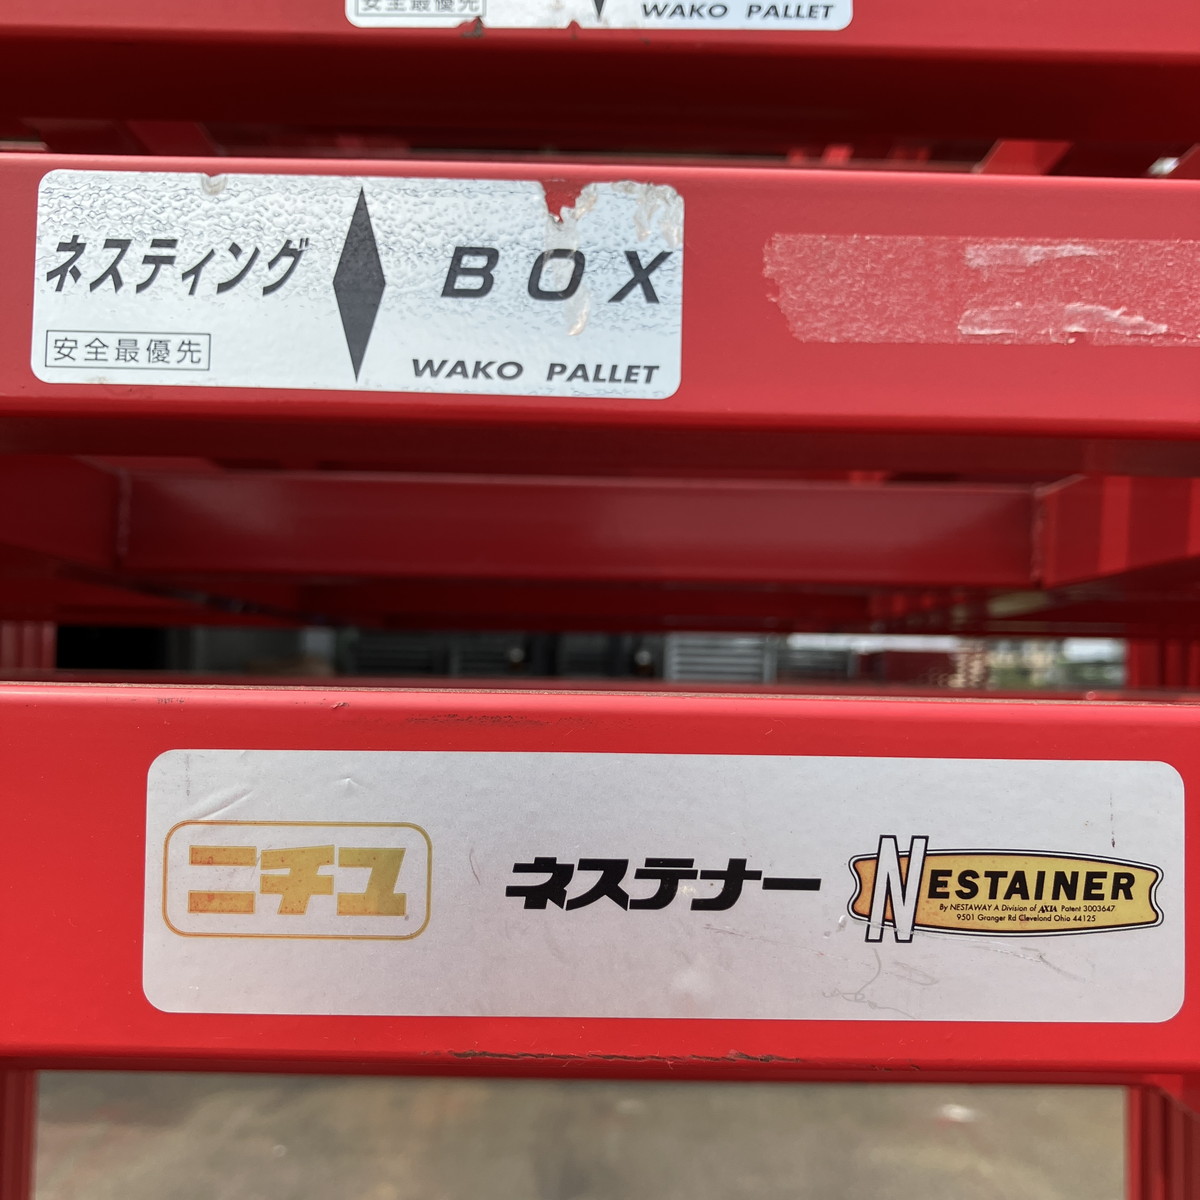 安全最優先
WAKO PALLET
ネスティング BOX
安全最優先
WAKO PALLET
ニチユ ネステナー NESTAINER
By NESTAWAY A Division of AXIA Patent 3003647
9501 Granger Rd Cleveland Ohio 44125